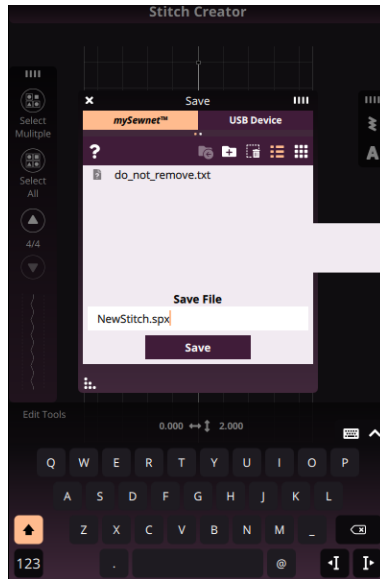 Stitch Creator
Select
Mulitple
Select
All
4/4
Save
mySewnet™
USB Device
?
do_not_remove.txt
Save File
NewStitch.spx
Save
A
Edit Tools
0.000 ↔ ↕ 2.000
Q W E R T Y U I O P
A S D F G H J K L
Z X C V B N M _
123 . @